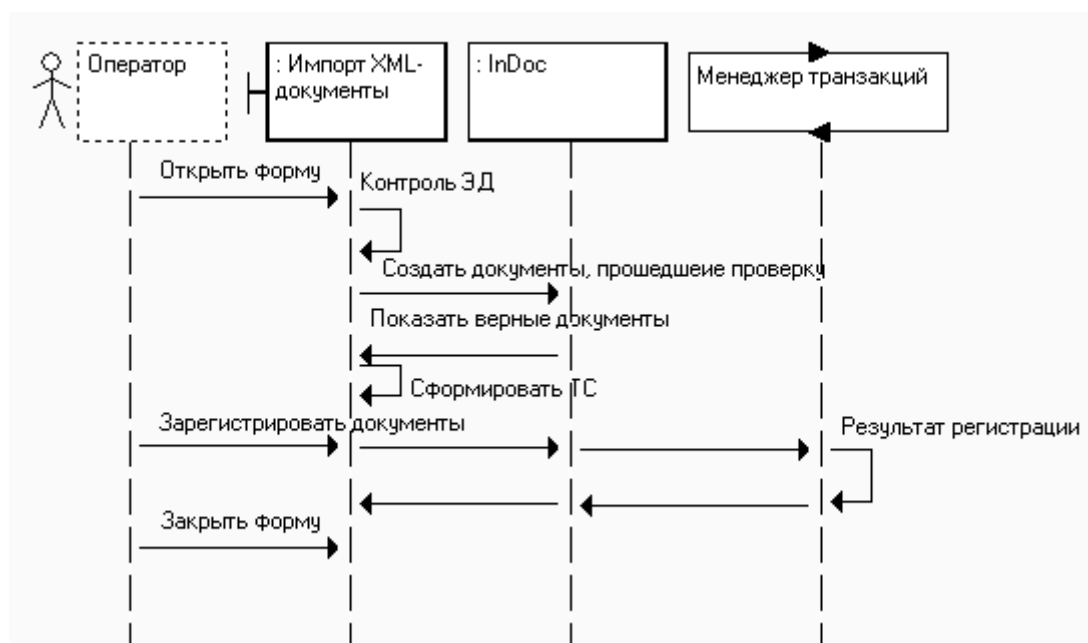 Оператор
: Импорт XML-
документы
: InDoc
Менеджер транзакций
Открыть форму
Контроль ЭД
Создать документы, прошедшеие проверку
Показать верные документы
Сформировать ТС
Зарегистрировать документы
Результат регистрации
Закрыть форму